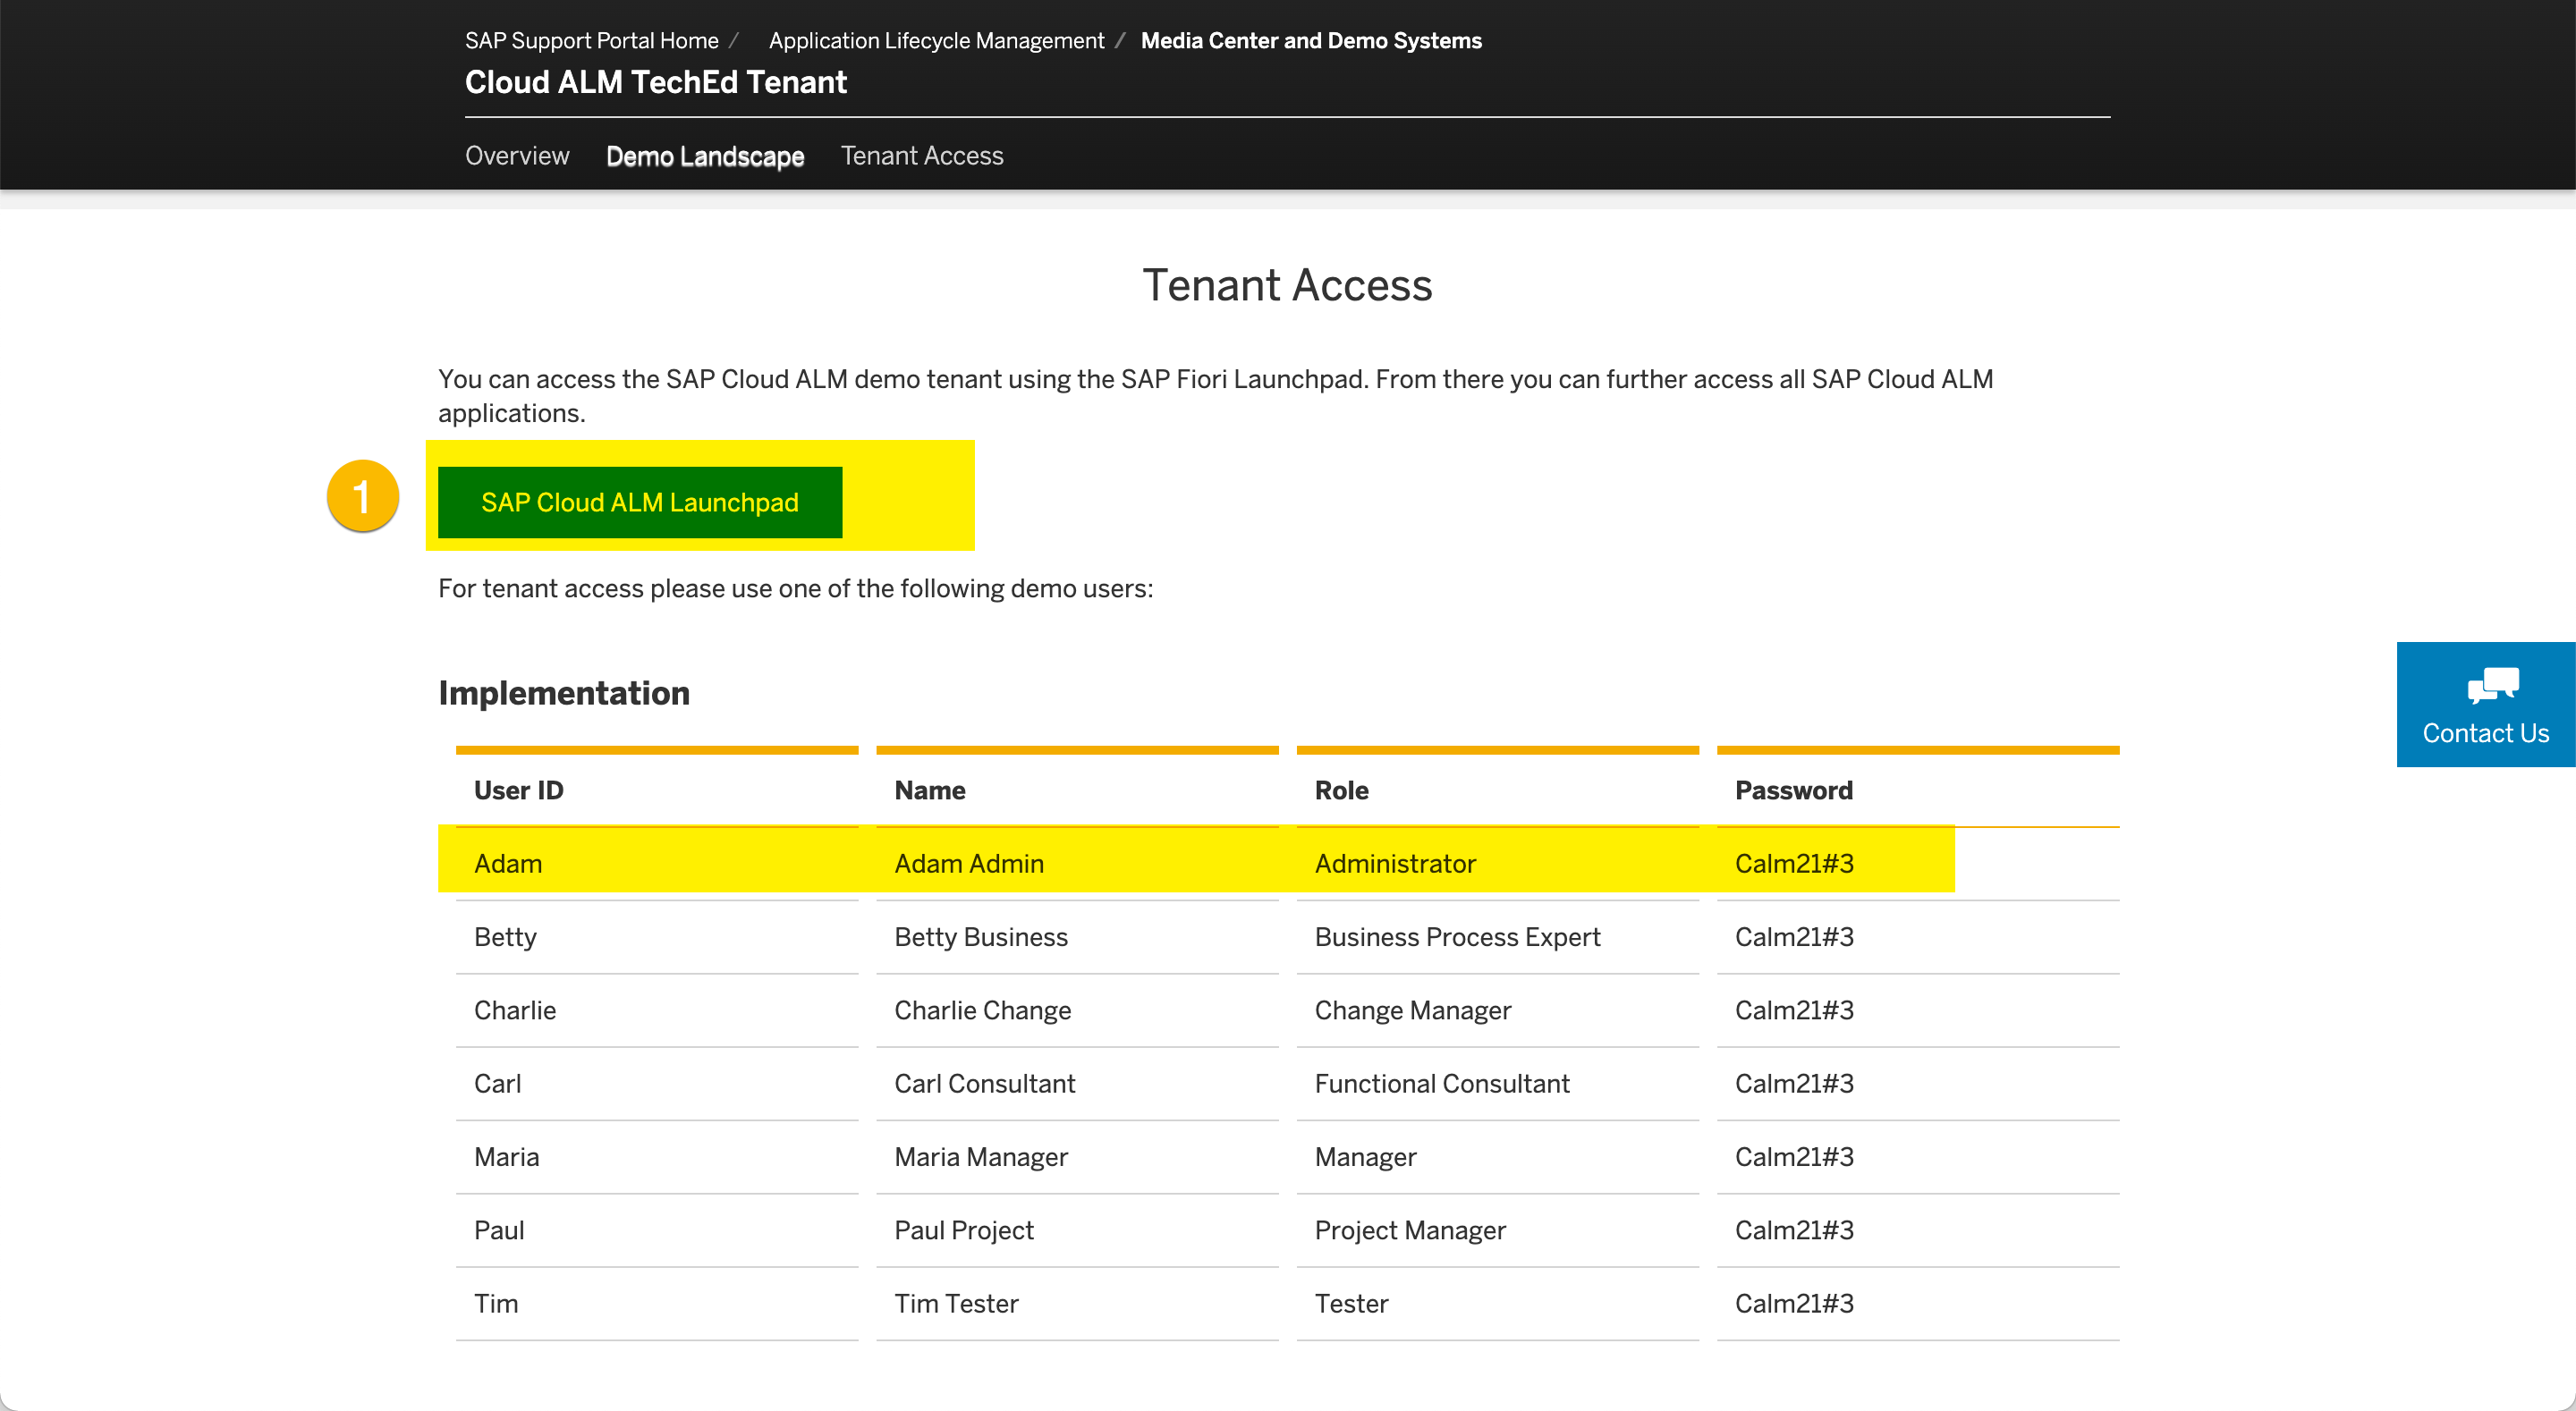 SAP Support Portal Home / Application Lifecycle Management / Media Center and Demo Systems
Cloud ALM TechEd Tenant
Overview Demo Landscape Tenant Access
Tenant Access
You can access the SAP Cloud ALM demo tenant using the SAP Fiori Launchpad. From there you can further access all SAP Cloud ALM
applications.
1
SAP Cloud ALM Launchpad
For tenant access please use one of the following demo users:
Contact Us
Implementation
User ID Name Role Password
Adam Adam Admin Administrator Calm21#3
Betty Betty Business Business Process Expert Calm21#3
Charlie Charlie Change Change Manager Calm21#3
Carl Carl Consultant Functional Consultant Calm21#3
Maria Maria Manager Manager Calm21#3
Paul Paul Project Project Manager Calm21#3
Tim Tim Tester Tester Calm21#3